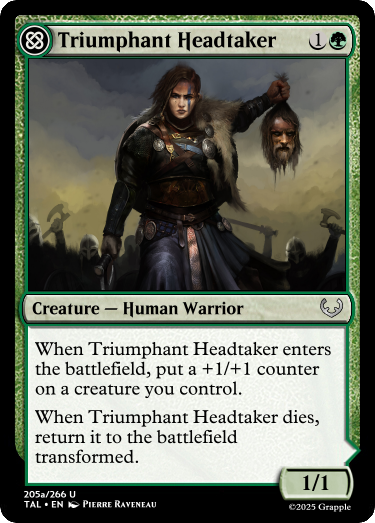 Triumphant Headtaker 1
Creature — Human Warrior
When Triumphant Headtaker enters
the battlefield, put a +1/+1 counter
on a creature you control.
When Triumphant Headtaker dies,
return it to the battlefield
transformed.
1/1
205a/266 U
TAL • EN Pierre Raveneau
©2025 Grapple